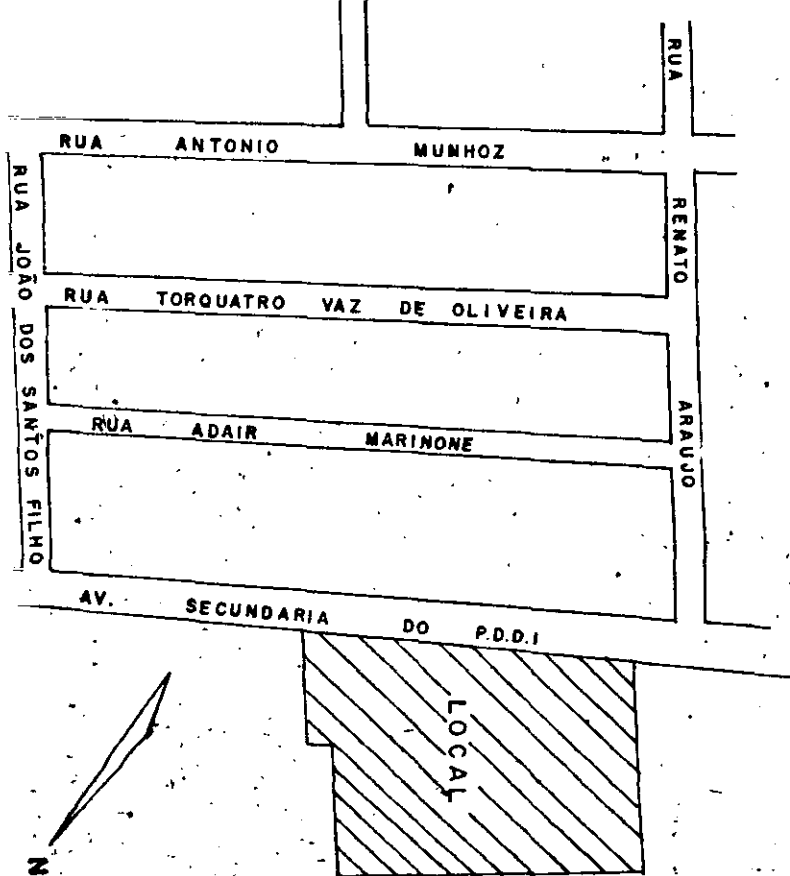 RUA
RUA ANTONIO MUNHOZ
RUA JOÃO DOS SANTOS FILHO
RENATO
RUA TORQUATRO VAZ DE OLIVEIRA
ARAUJO
RUA ADAIR MARINONE
AV. SECUNDARIA DO P.D.D.I
LOCAL
N